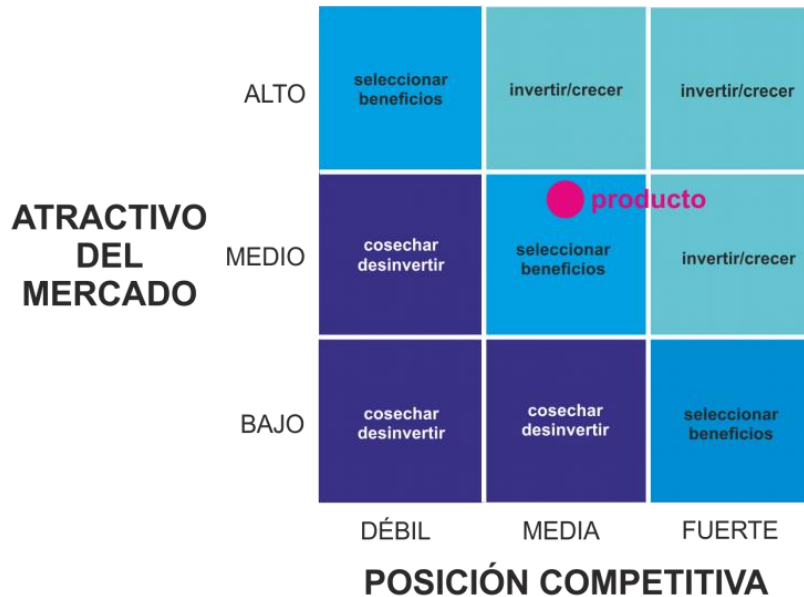 seleccionar
beneficios
invertir/crecer
invertir/crecer
ALTO
ATRACTIVO
DEL
MERCADO
MEDIO
cosechar
desinvertir
producto
seleccionar
beneficios
invertir/crecer
BAJO
cosechar
desinvertir
cosechar
desinvertir
seleccionar
beneficios
DÉBIL
MEDIA
FUERTE
POSICIÓN COMPETITIVA